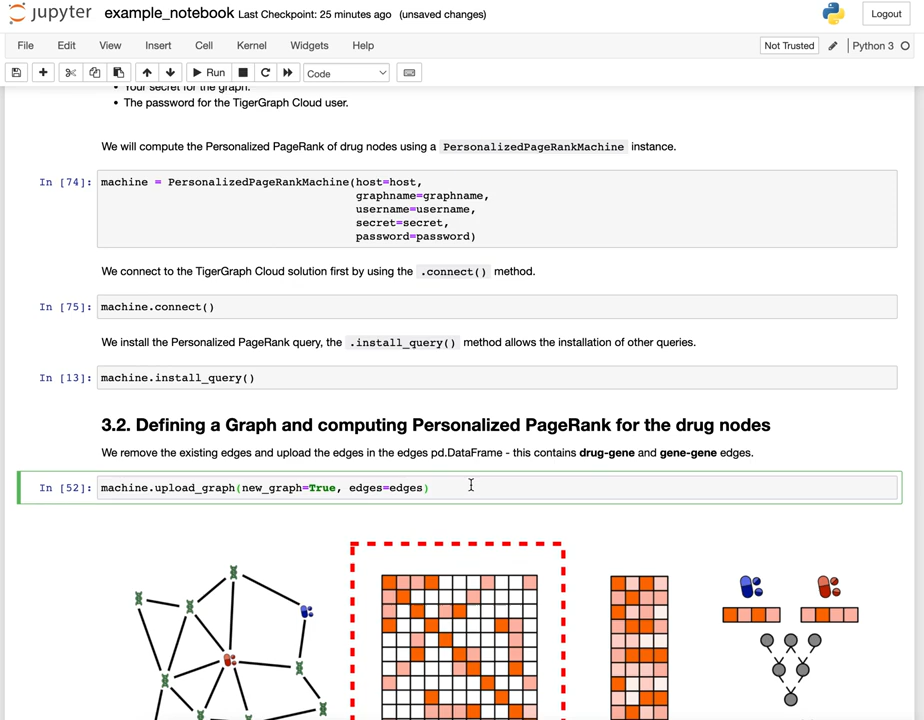 jupyter example_notebook Last Checkpoint: 25 minutes ago (unsaved changes) Logout
File Edit View Insert Cell Kernel Widgets Help Not Trusted Python 3
Run Code
Your secret for the graph.
The password for the TigerGraph Cloud user.
We will compute the Personalized PageRank of drug nodes using a PersonalizedPageRankMachine instance.
In [74]: machine = PersonalizedPageRankMachine(host=host,
graphname=graphname,
username=username,
secret=secret,
password=password)
We connect to the TigerGraph Cloud solution first by using the .connect() method.
In [75]: machine.connect()
We install the Personalized PageRank query, the .install_query() method allows the installation of other queries.
In [13]: machine.install_query()
3.2. Defining a Graph and computing Personalized PageRank for the drug nodes
We remove the existing edges and upload the edges in the edges pd.DataFrame - this contains drug-gene and gene-gene edges.
In [52]: machine.upload_graph(new_graph=True, edges=edges)